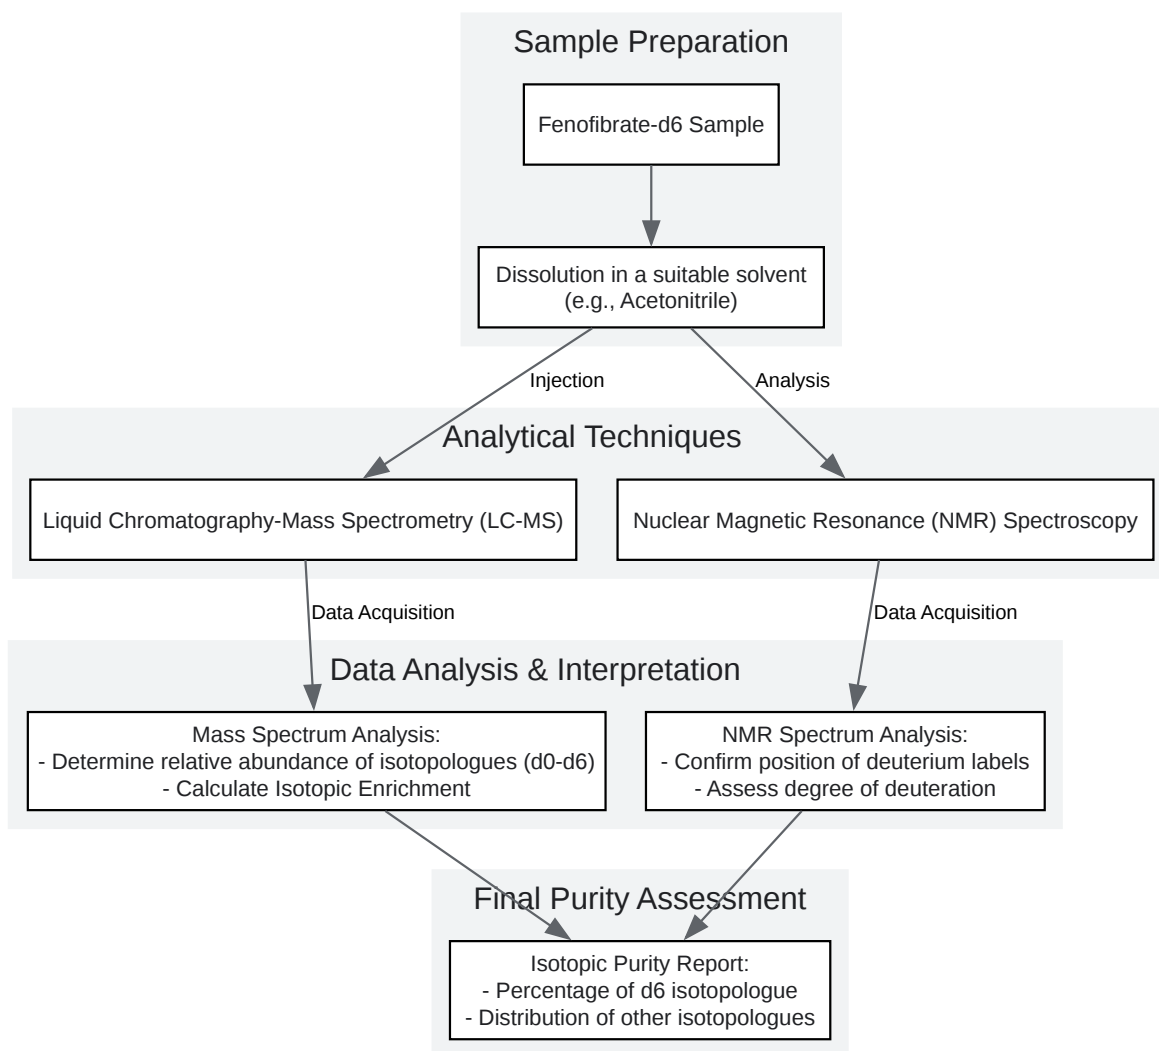 Sample Preparation
Fenofibrate-d6 Sample
Dissolution in a suitable solvent
(e.g., Acetonitrile)
Injection
Analysis
Analytical Techniques
Liquid Chromatography-Mass Spectrometry (LC-MS)
Nuclear Magnetic Resonance (NMR) Spectroscopy
Data Acquisition
Data Acquisition
Data Analysis & Interpretation
Mass Spectrum Analysis:
- Determine relative abundance of isotopologues (d0-d6)
- Calculate Isotopic Enrichment
NMR Spectrum Analysis:
- Confirm position of deuterium labels
- Assess degree of deuteration
Final Purity Assessment
Isotopic Purity Report:
- Percentage of d6 isotopologue
- Distribution of other isotopologues